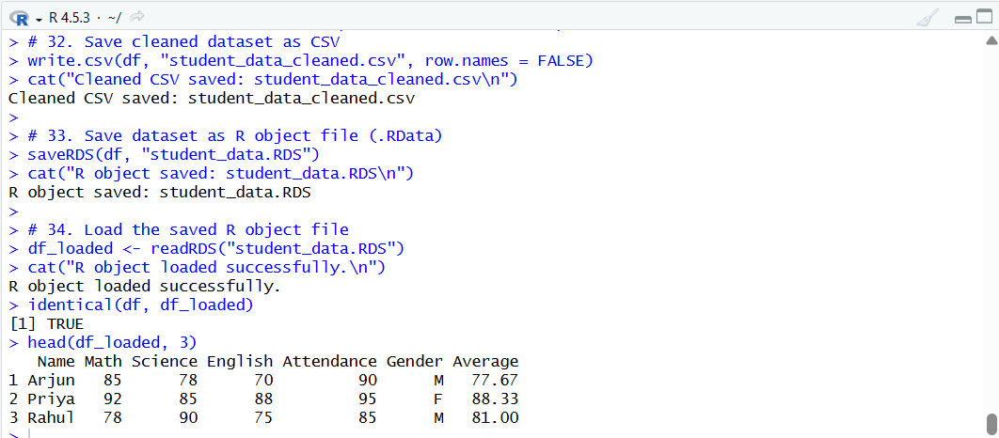 R 4.5.3 · ~/
> # 32. Save cleaned dataset as CSV
> write.csv(df, "student_data_cleaned.csv", row.names = FALSE)
> cat("Cleaned CSV saved: student_data_cleaned.csv\n")
Cleaned CSV saved: student_data_cleaned.csv
>
> # 33. Save dataset as R object file (.RData)
> saveRDS(df, "student_data.RDS")
> cat("R object saved: student_data.RDS\n")
R object saved: student_data.RDS
>
> # 34. Load the saved R object file
> df_loaded <- readRDS("student_data.RDS")
> cat("R object loaded successfully.\n")
R object loaded successfully.
> identical(df, df_loaded)
[1] TRUE
> head(df_loaded, 3)
   Name Math Science English Attendance Gender Average
1 Arjun   85      78      70         90      M   77.67
2 Priya   92      85      88         95      F   88.33
3 Rahul   78      90      75         85      M   81.00
>